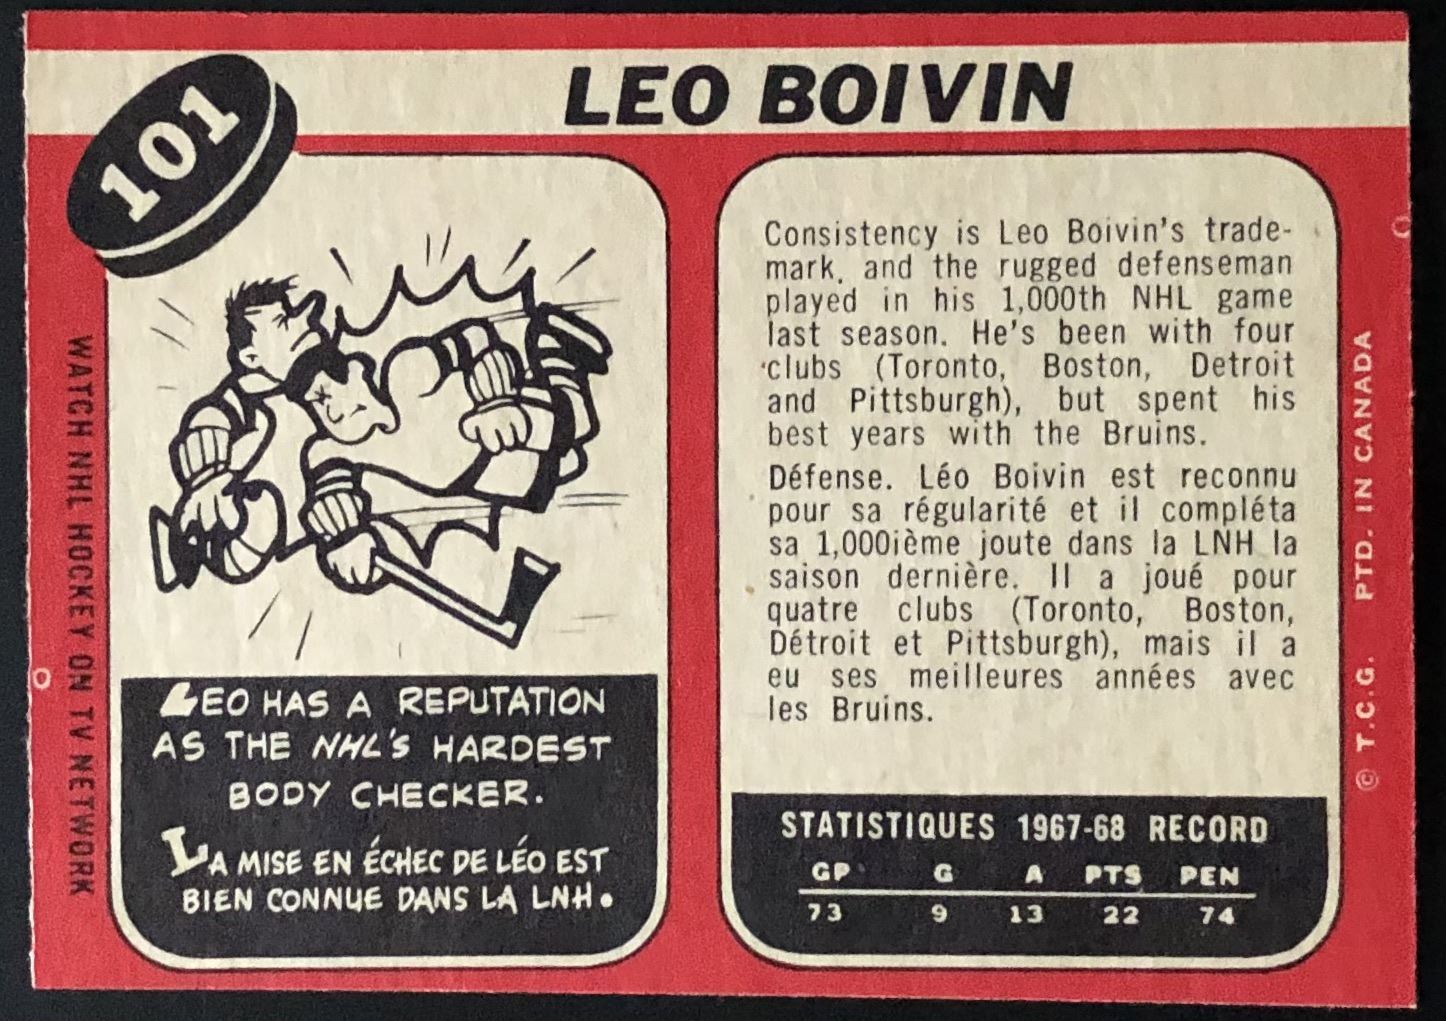 101
LEO BOIVIN
WATCH NHL HOCKEY ON TV NETWORK
LEO HAS A REPUTATION
AS THE NHL'S HARDEST
BODY CHECKER.
LA MISE EN ÉCHEC DE LÉO EST
BIEN CONNUE DANS LA LNH.
Consistency is Leo Boivin's trade-
mark, and the rugged defenseman
played in his 1,000th NHL game
last season. He's been with four
clubs (Toronto, Boston, Detroit
and Pittsburgh), but spent his
best years with the Bruins.
Défense. Léo Boivin est reconnu
pour sa régularité et il compléta
sa 1,000ième joute dans la LNH la
saison dernière. Il a joué pour
quatre clubs (Toronto, Boston,
Détroit et Pittsburgh), mais il a
eu ses meilleures années avec
les Bruins.
STATISTIQUES 1967-68 RECORD
GP G A PTS PEN
73 9 13 22 74
© T.C.G. PTD. IN CANADA